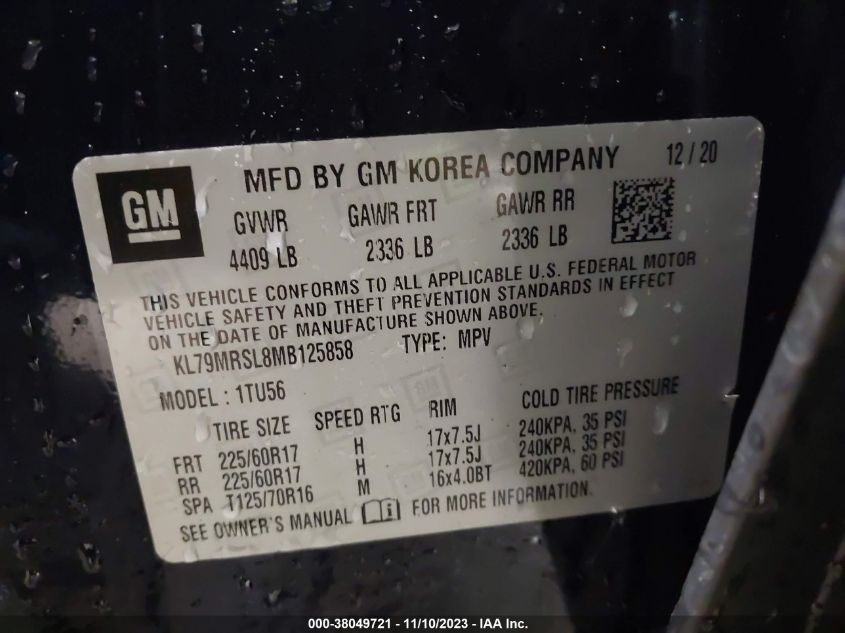 MFD BY GM KOREA COMPANY 12/20
GM
GVWR GAWR FRT GAWR RR
4409 LB 2336 LB 2336 LB
THIS VEHICLE CONFORMS TO ALL APPLICABLE U.S. FEDERAL MOTOR
VEHICLE SAFETY AND THEFT PREVENTION STANDARDS IN EFFECT
ON THE DATE OF MANUFACTURE SHOWN ABOVE.
KL79MRSL8MB125858 TYPE: MPV
MODEL : 1TU56
TIRE SIZE SPEED RTG RIM COLD TIRE PRESSURE
FRT 225/60R17 H 17x7.5J 240KPA, 35 PSI
RR 225/60R17 H 17x7.5J 240KPA, 35 PSI
SPA T125/70R16 M 16x4.0BT 420KPA, 60 PSI
SEE OWNER'S MANUAL FOR MORE INFORMATION.
000-38049721 - 11/10/2023 - IAA Inc.